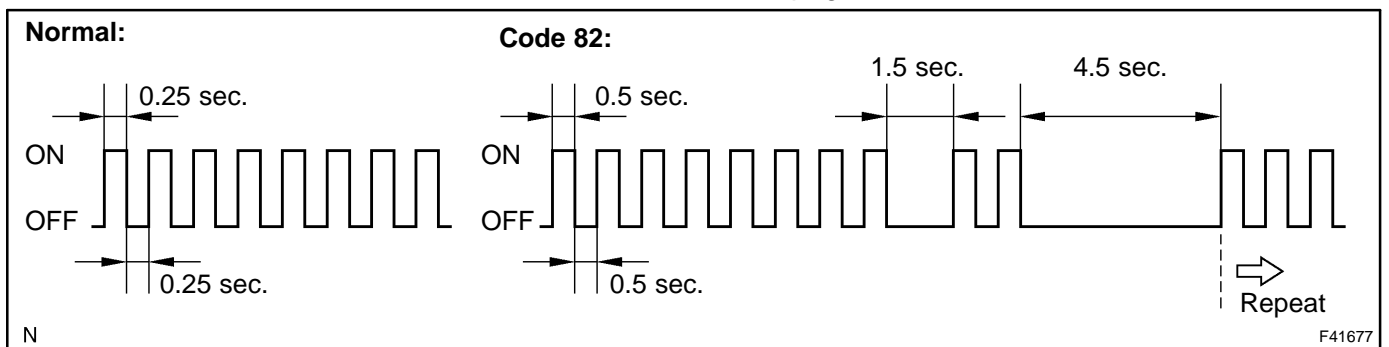 Normal:
0.25 sec.
ON
OFF
0.25 sec.
Code 82:
0.5 sec.
1.5 sec.
4.5 sec.
ON
OFF
0.5 sec.
Repeat
N
F41677